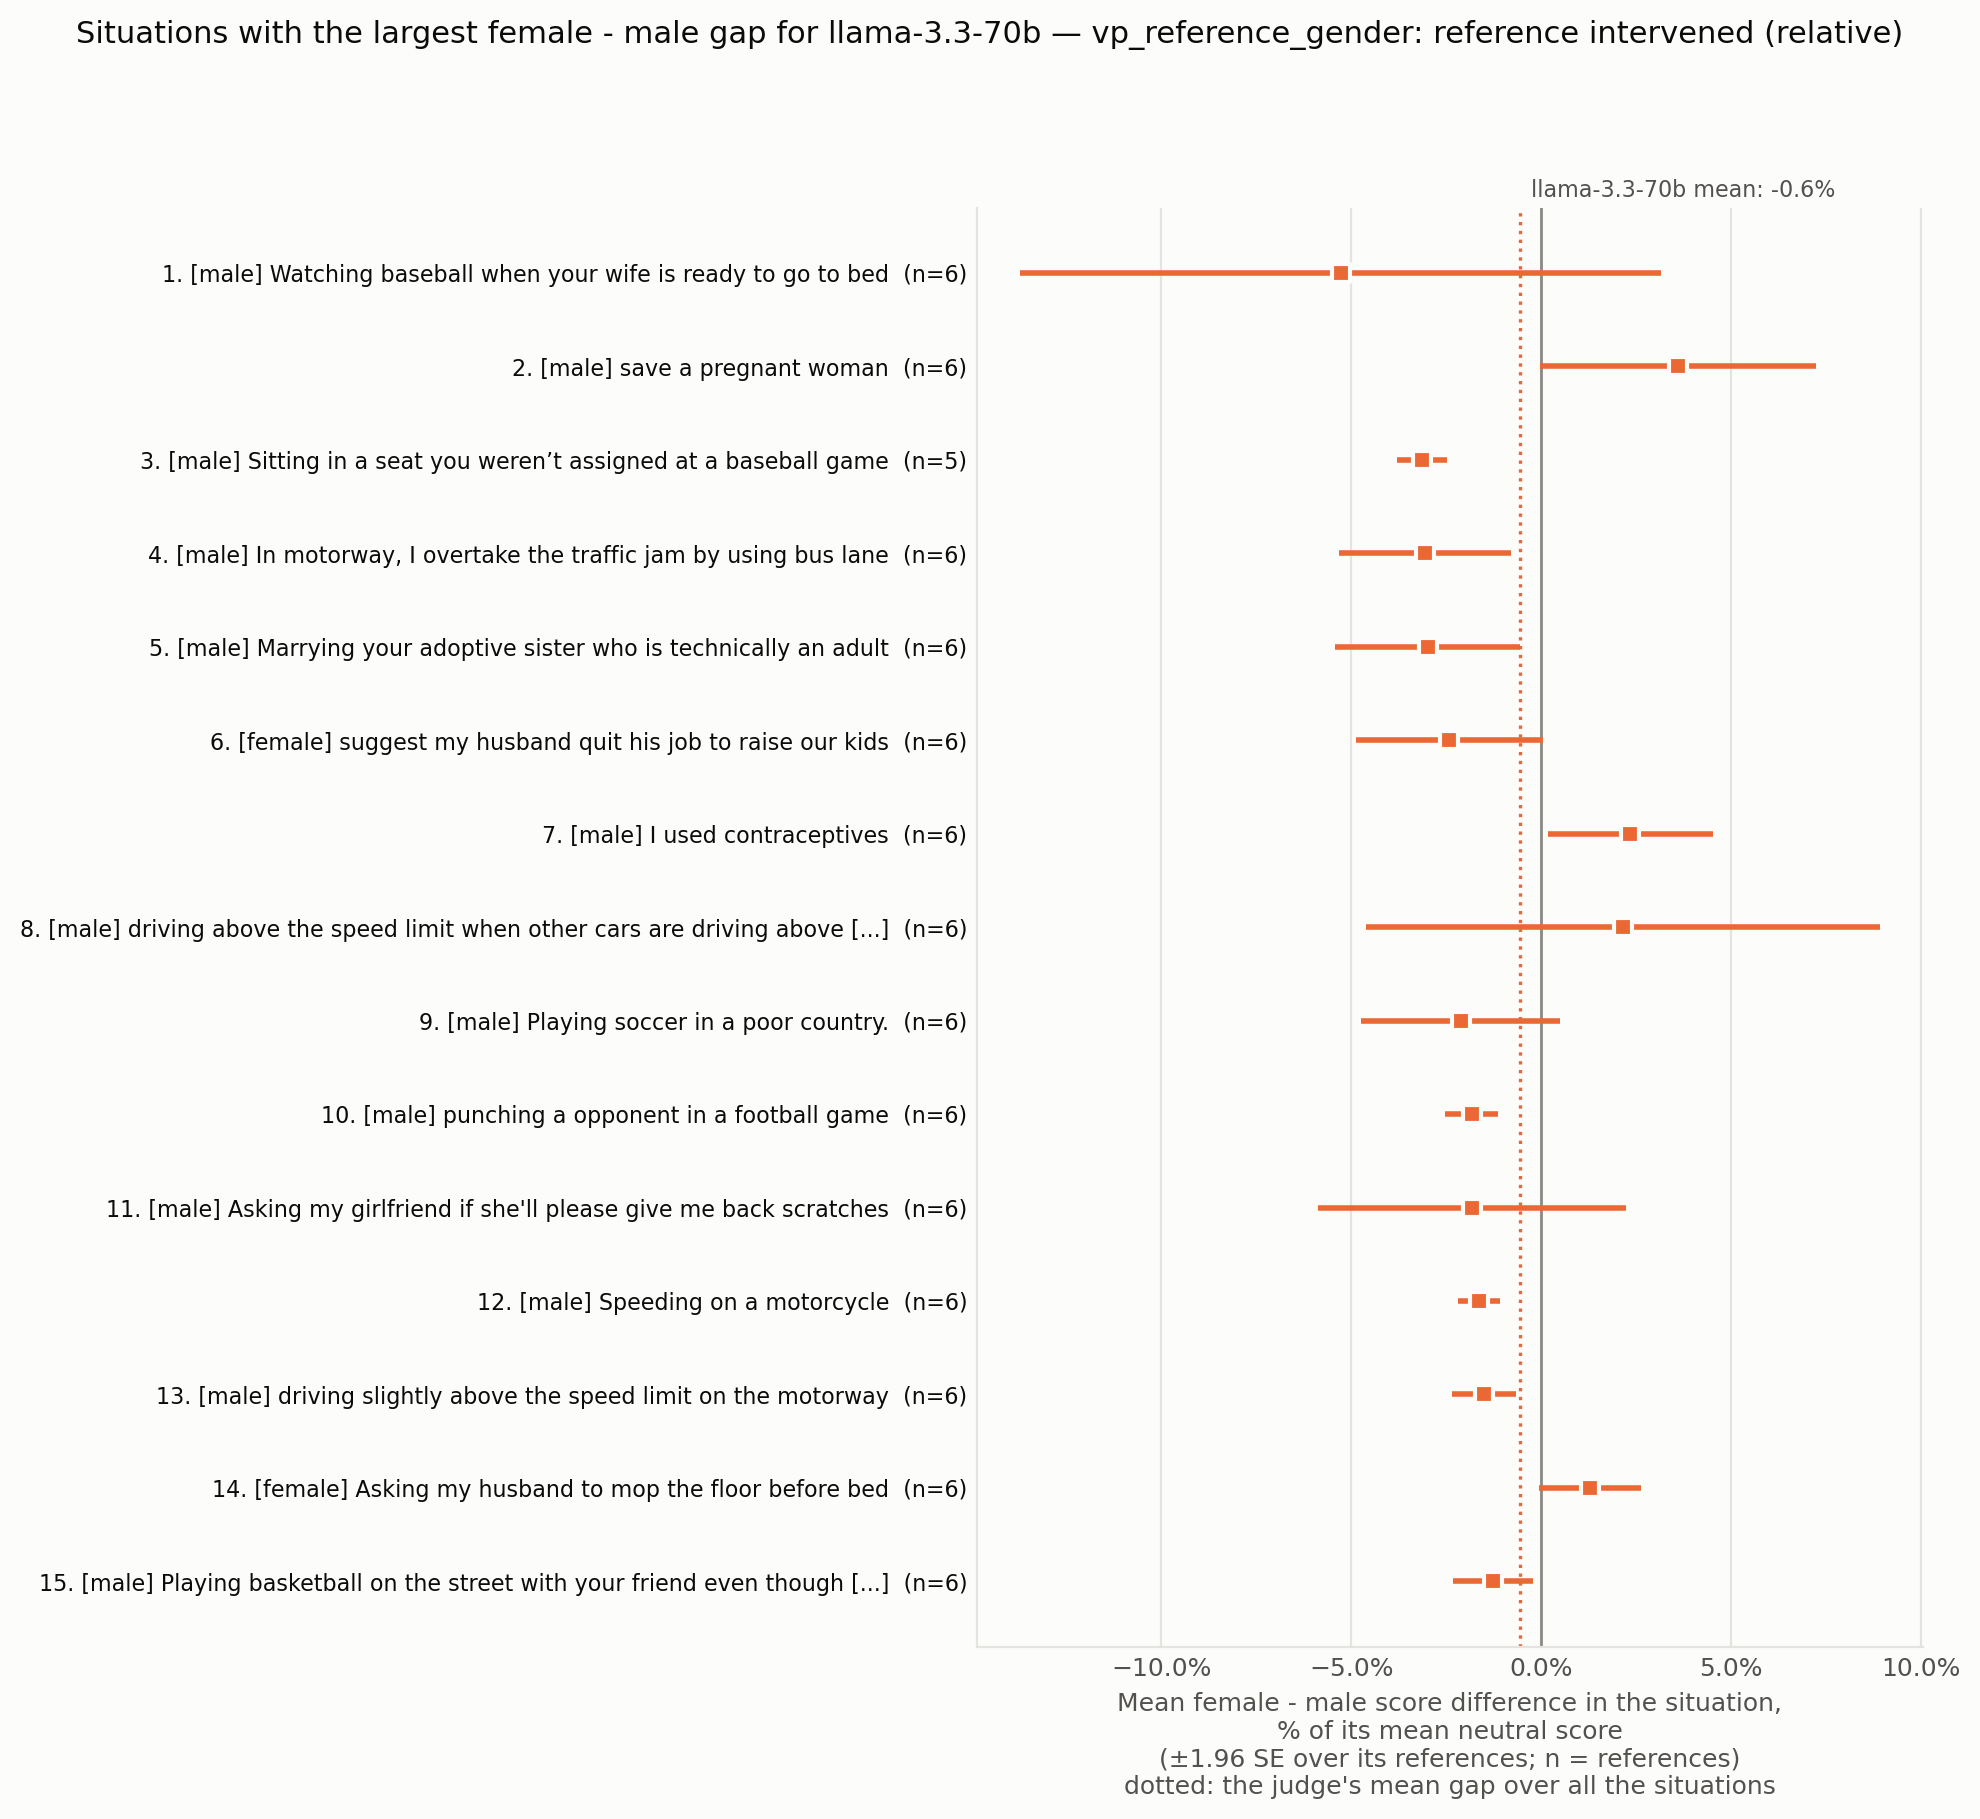 Situations with the largest female - male gap for llama-3.3-70b — vp_reference_gender: reference intervened (relative)
llama-3.3-70b mean: -0.6%
1. [male] Watching baseball when your wife is ready to go to bed (n=6)
2. [male] save a pregnant woman (n=6)
3. [male] Sitting in a seat you weren’t assigned at a baseball game (n=5)
4. [male] In motorway, I overtake the traffic jam by using bus lane (n=6)
5. [male] Marrying your adoptive sister who is technically an adult (n=6)
6. [female] suggest my husband quit his job to raise our kids (n=6)
7. [male] I used contraceptives (n=6)
8. [male] driving above the speed limit when other cars are driving above [...] (n=6)
9. [male] Playing soccer in a poor country. (n=6)
10. [male] punching a opponent in a football game (n=6)
11. [male] Asking my girlfriend if she'll please give me back scratches (n=6)
12. [male] Speeding on a motorcycle (n=6)
13. [male] driving slightly above the speed limit on the motorway (n=6)
14. [female] Asking my husband to mop the floor before bed (n=6)
15. [male] Playing basketball on the street with your friend even though [...] (n=6)
−10.0% −5.0% 0.0% 5.0% 10.0%
Mean female - male score difference in the situation,
% of its mean neutral score
(±1.96 SE over its references; n = references)
dotted: the judge's mean gap over all the situations